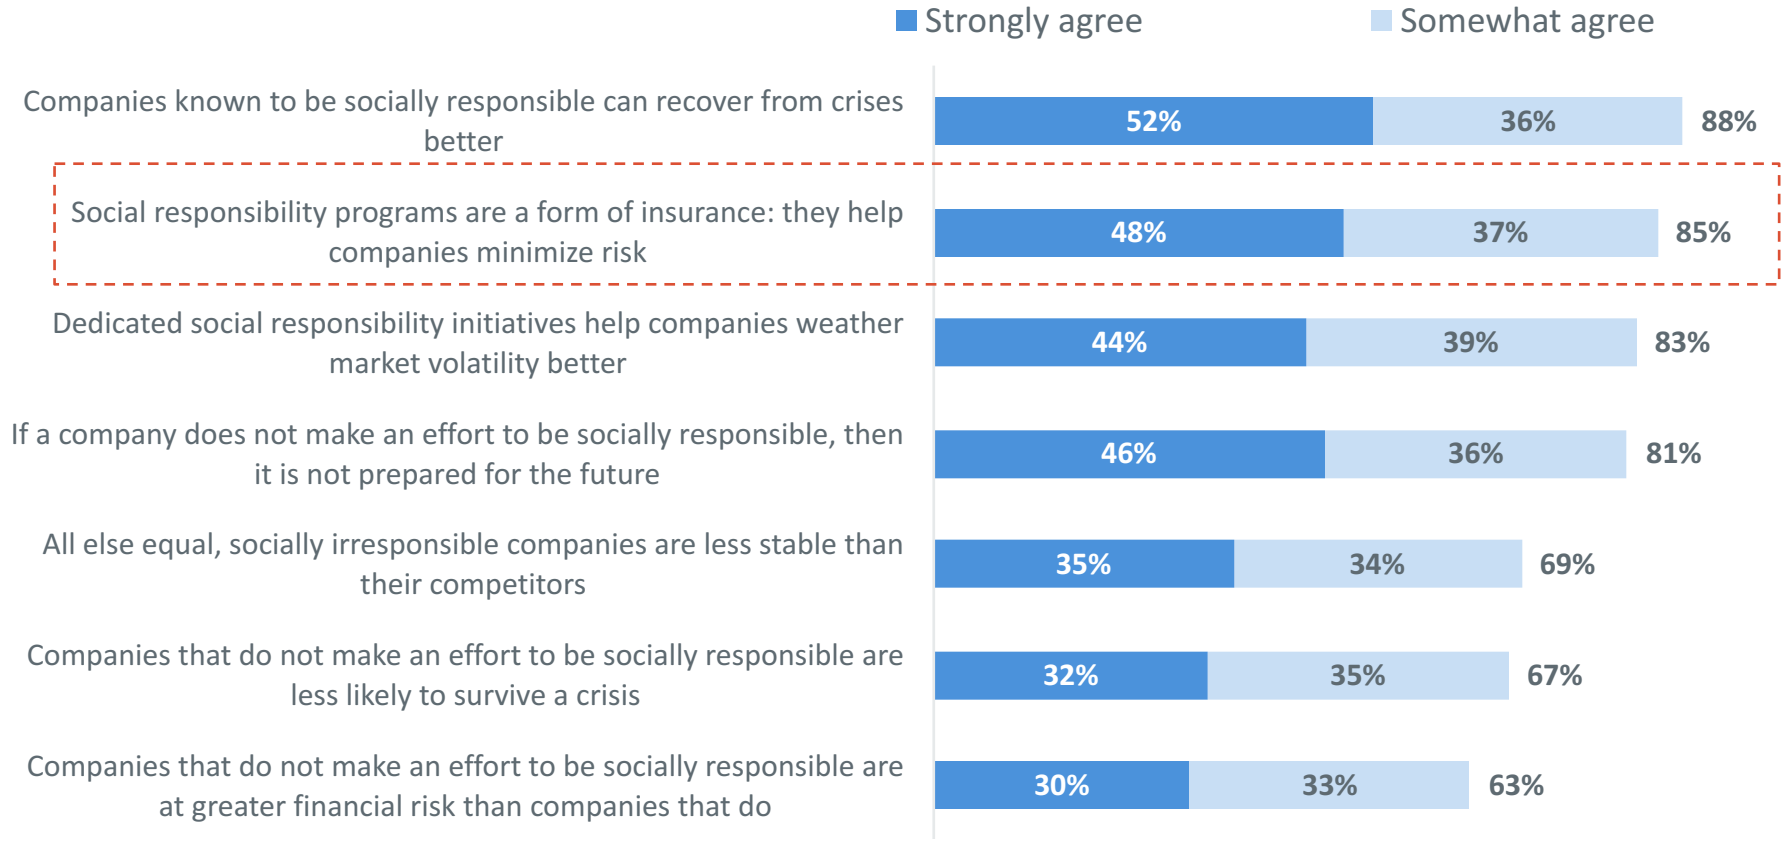 Strongly agree Somewhat agree
Companies known to be socially responsible can recover from crises
better
52% 36% 88%
Social responsibility programs are a form of insurance: they help
companies minimize risk
48% 37% 85%
Dedicated social responsibility initiatives help companies weather
market volatility better
44% 39% 83%
If a company does not make an effort to be socially responsible, then
it is not prepared for the future
46% 36% 81%
All else equal, socially irresponsible companies are less stable than
their competitors
35% 34% 69%
Companies that do not make an effort to be socially responsible are
less likely to survive a crisis
32% 35% 67%
Companies that do not make an effort to be socially responsible are
at greater financial risk than companies that do
30% 33% 63%